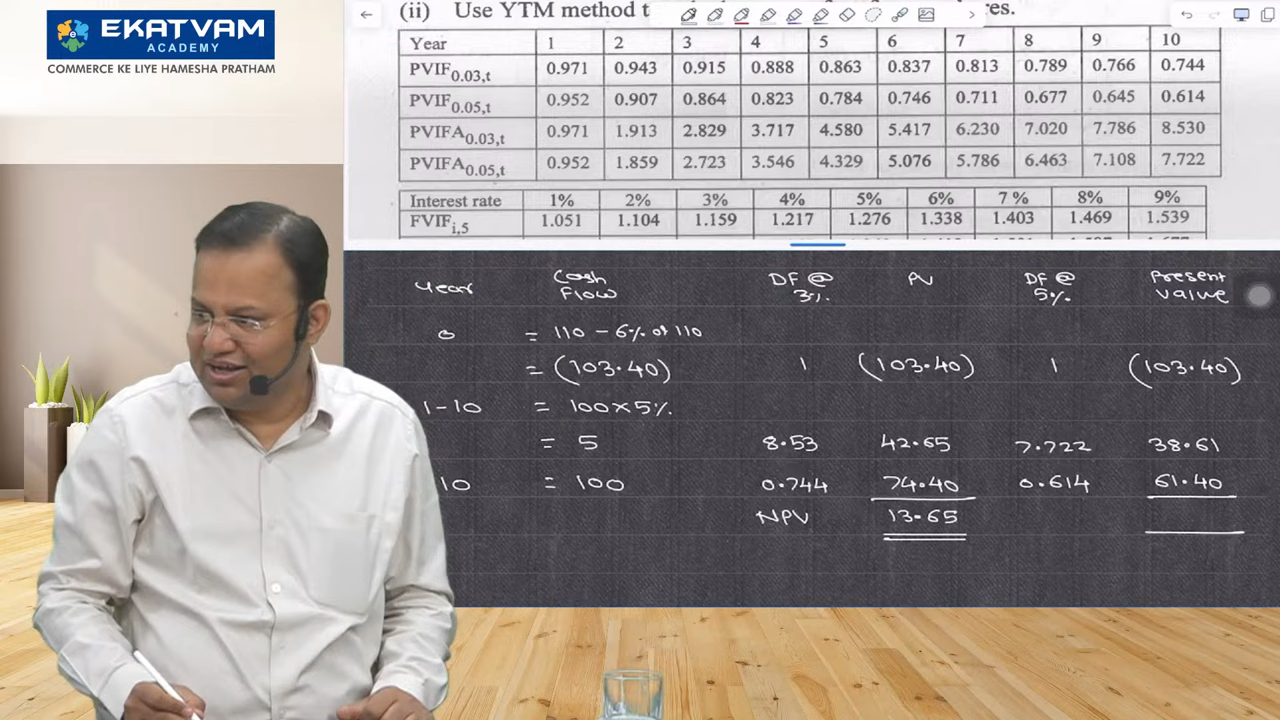 EKATVAM
ACADEMY
COMMERCE KE LIYE HAMESHA PRATHAM
(ii) Use YTM method t res.
Year 1 2 3 4 5 6 7 8 9 10
PVIF0.03,t 0.971 0.943 0.915 0.888 0.863 0.837 0.813 0.789 0.766 0.744
PVIF0.05,t 0.952 0.907 0.864 0.823 0.784 0.746 0.711 0.677 0.645 0.614
PVIFA0.03,t 0.971 1.913 2.829 3.717 4.580 5.417 6.230 7.020 7.786 8.530
PVIFA0.05,t 0.952 1.859 2.723 3.546 4.329 5.076 5.786 6.463 7.108 7.722
Interest rate 1% 2% 3% 4% 5% 6% 7% 8% 9%
FVIFi,5 1.051 1.104 1.159 1.217 1.276 1.338 1.403 1.469 1.539
Year Cash Flow DF @ 3% PV DF @ 5% Present Value
0 = 110 - 6% of 110
= (103.40) 1 (103.40) 1 (103.40)
1-10 = 100 x 5%
= 5 8.53 42.65 7.722 38.61
10 = 100 0.744 74.40 0.614 61.40
NPV 13.65